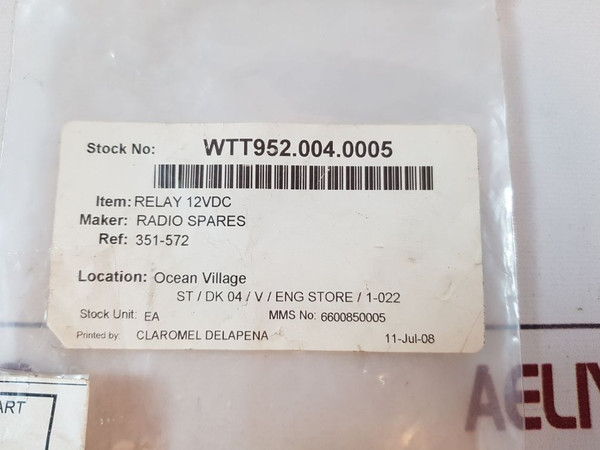 Stock No: WTT952.004.0005
Item: RELAY 12VDC
Maker: RADIO SPARES
Ref: 351-572
Location: Ocean Village
ST / DK 04 / V / ENG STORE / 1-022
Stock Unit: EA MMS No: 6600850005
Printed by: CLAROMEL DELAPENA 11-Jul-08
ART